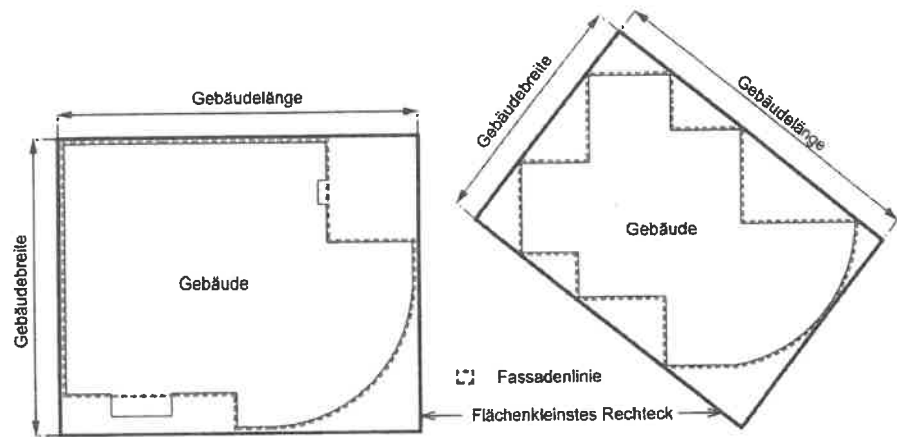 Gebäudelänge
Gebäudebreite
Gebäude
Gebäudebreite
Gebäudelänge
Gebäude
Fassadenlinie
Flächenkleinstes Rechteck